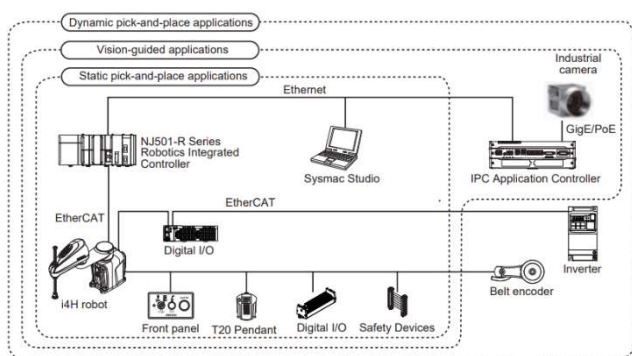 Dynamic pick-and-place applications
Vision-guided applications
Static pick-and-place applications
Industrial
camera
Ethernet
GigE/PoE
NJ501-R Series
Robotics Integrated
Controller
Sysmac Studio
IPC Application Controller
EtherCAT
EtherCAT
Digital I/O
Inverter
i4H robot
Belt encoder
Front panel
T20 Pendant
Digital I/O
Safety Devices